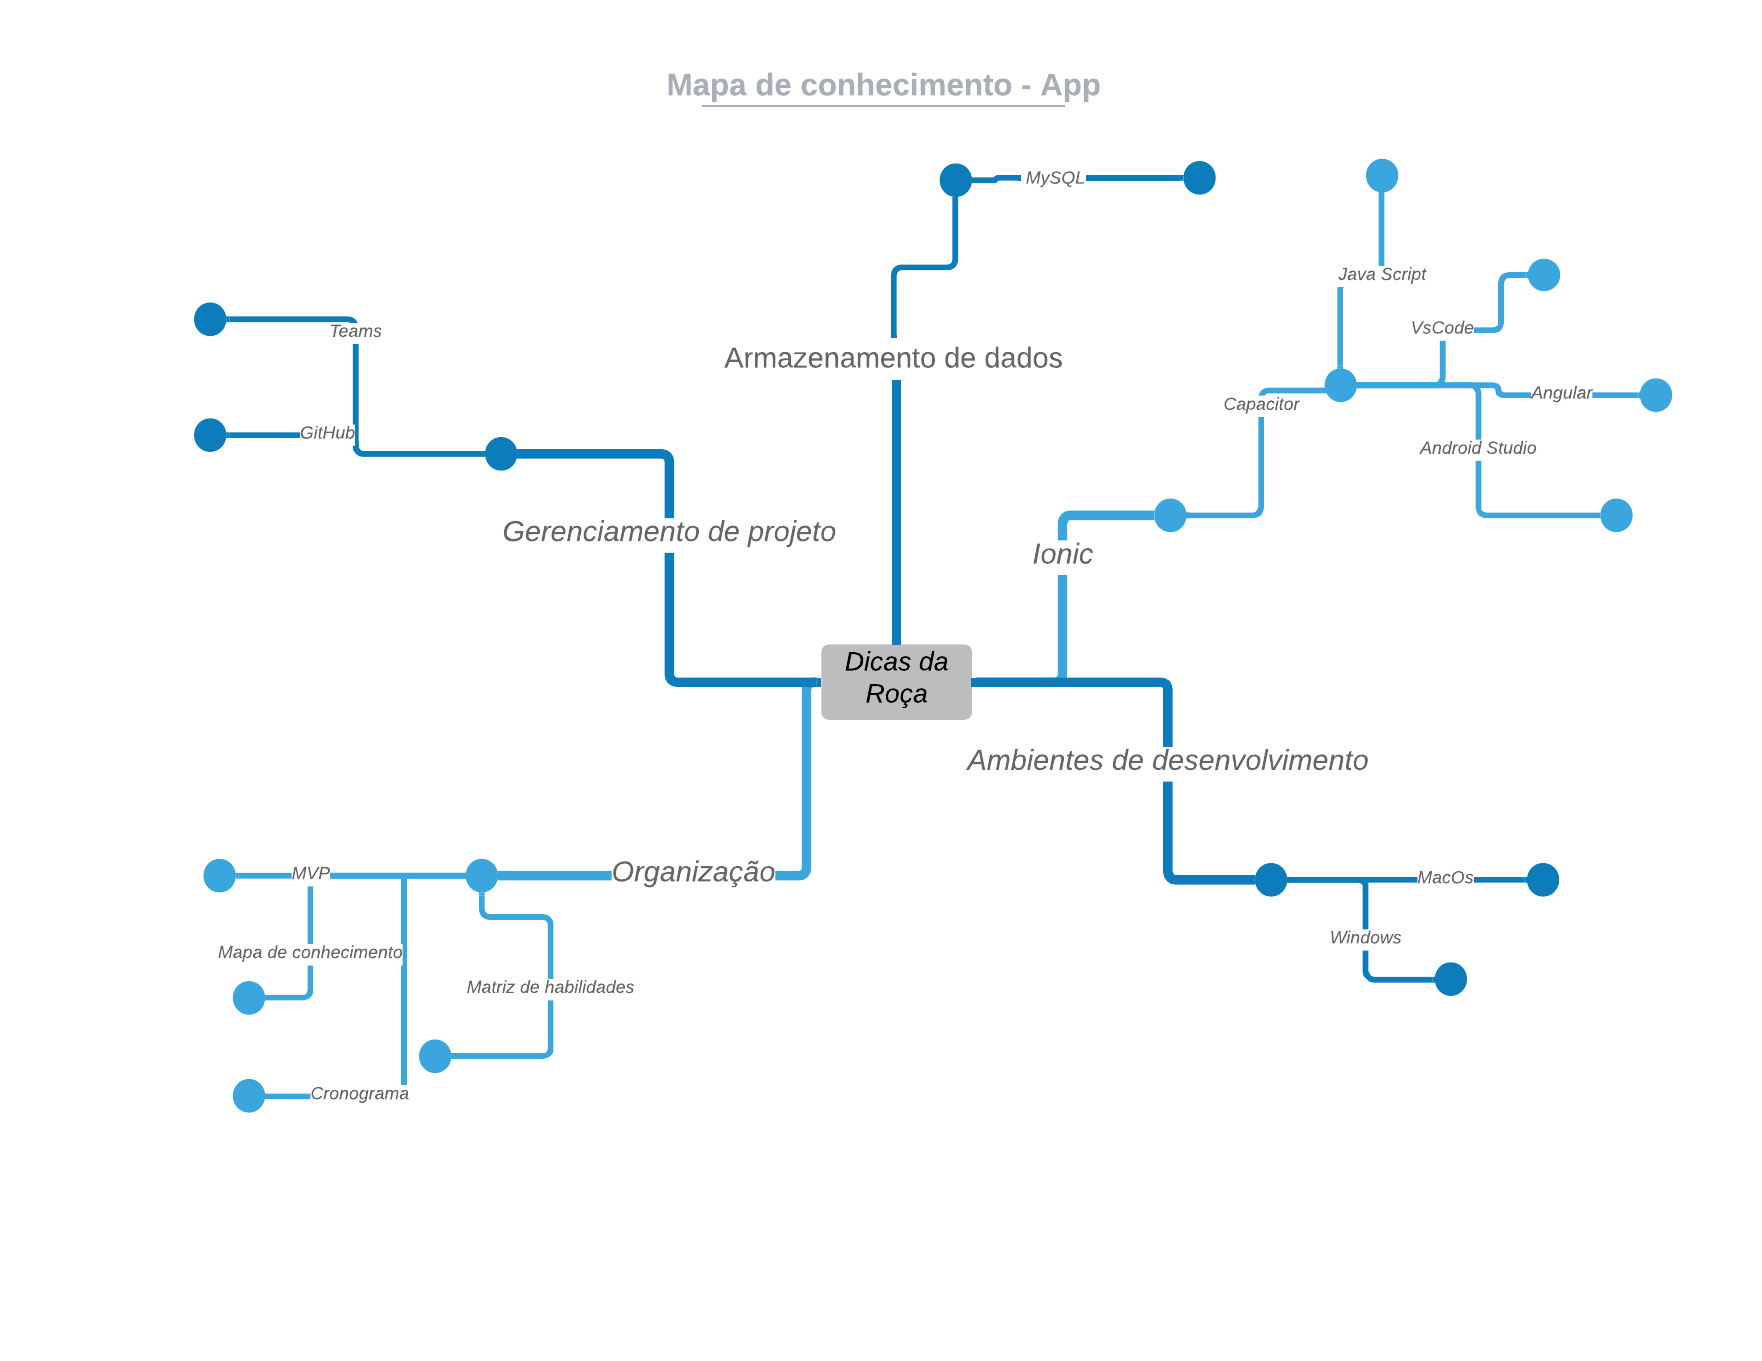 Mapa de conhecimento - App
MySQL
Java Script
VsCode
Teams
Armazenamento de dados
Angular
Capacitor
GitHub
Android Studio
Gerenciamento de projeto
Ionic
Dicas da
Roça
Ambientes de desenvolvimento
MVP
Organização
MacOs
Windows
Mapa de conhecimento
Matriz de habilidades
Cronograma